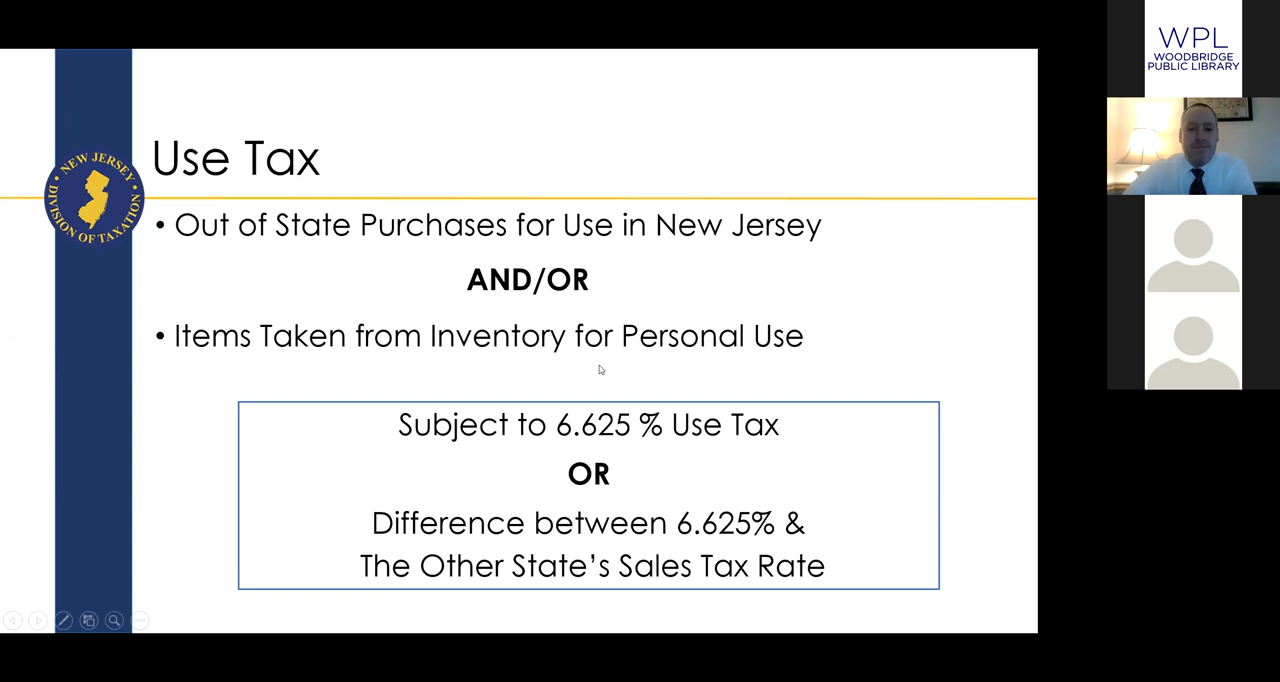 Use Tax
• Out of State Purchases for Use in New Jersey
AND/OR
• Items Taken from Inventory for Personal Use
Subject to 6.625 % Use Tax
OR
Difference between 6.625% &
The Other State’s Sales Tax Rate
• NEW JERSEY •
DIVISION OF TAXATION
WPL
WOODBRIDGE
PUBLIC LIBRARY